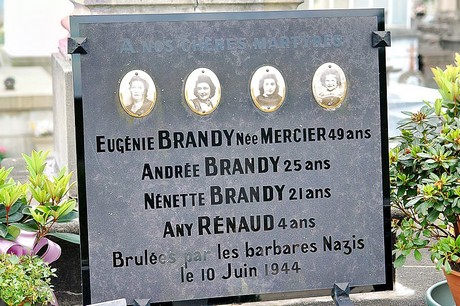 A NOS CHÈRES MARTYRES
EUGÉNIE BRANDY NÉE MERCIER 49 ans
ANDRÉE BRANDY 25 ans
NÉNETTE BRANDY 21 ans
ANY RÉNAUD 4 ans
Brulées par les barbares Nazis
le 10 Juin 1944